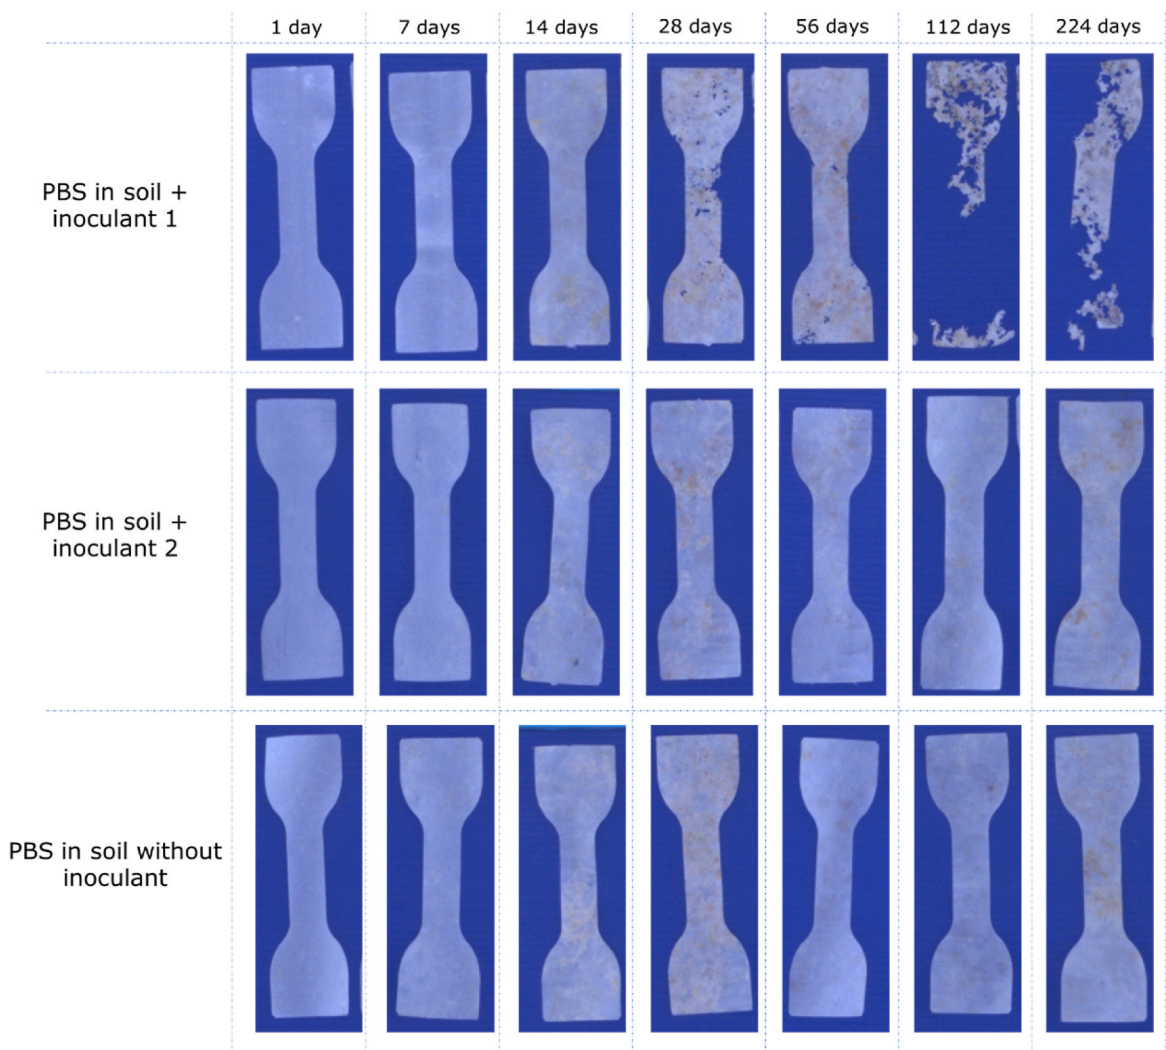 1 day
7 days
14 days
28 days
56 days
112 days
224 days
PBS in soil +
inoculant 1
PBS in soil +
inoculant 2
PBS in soil without
inoculant